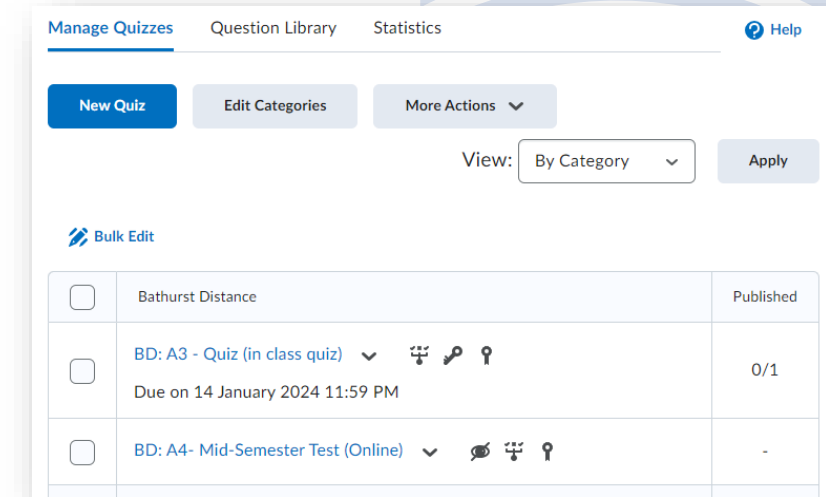 Manage Quizzes Question Library Statistics Help
New Quiz Edit Categories More Actions
View: By Category Apply
Bulk Edit
Bathurst Distance Published
BD: A3 - Quiz (in class quiz)
0/1
Due on 14 January 2024 11:59 PM
BD: A4- Mid-Semester Test (Online) -